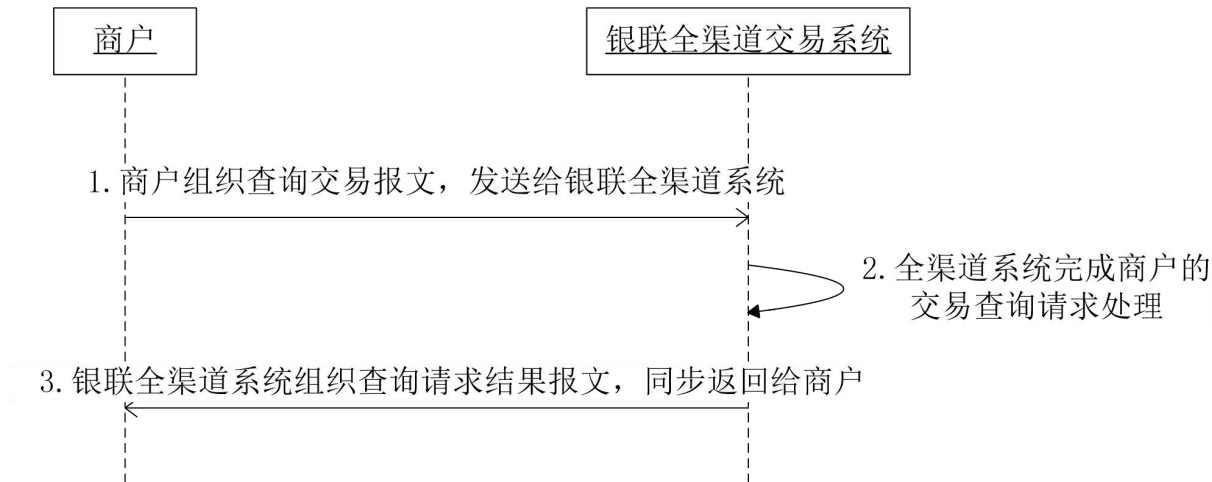 商户
银联全渠道交易系统
1.商户组织查询交易报文，发送给银联全渠道系统
2.全渠道系统完成商户的
交易查询请求处理
3.银联全渠道系统组织查询请求结果报文，同步返回给商户